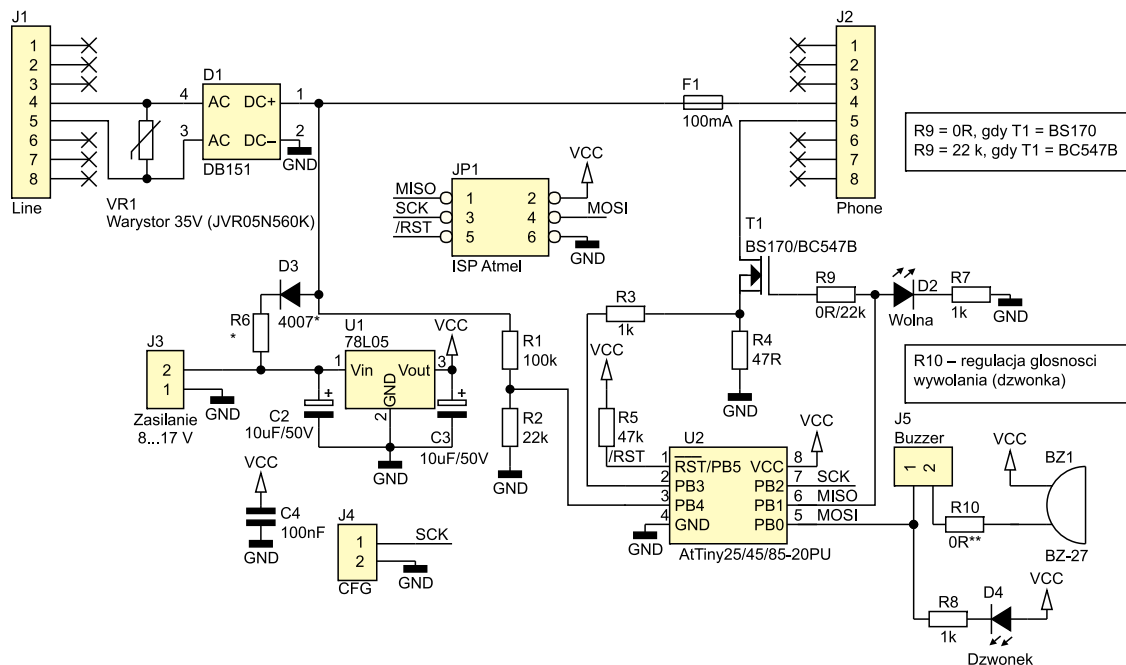 J1
1
2
3
4
5
6
7
8
Line
VR1
Warystor 35V (JVR05N560K)
D1
4
AC DC+
1
3
AC DC–
2
GND
DB151
F1
100mA
J2
1
2
3
4
5
6
7
8
Phone
R9 = 0R, gdy T1 = BS170
R9 = 22 k, gdy T1 = BC547B
JP1
MISO
SCK
/RST
1 2
3 4
5 6
VCC
MOSI
GND
ISP Atmel
T1
BS170/BC547B
R9
0R/22k
D2
Wolna
R7
1k
GND
R3
1k
R4
47R
GND
R10 – regulacja glosnosci
wywolania (dzwonka)
D3
4007*
R6
*
J3
2
1
GND
Zasilanie
8...17 V
U1
78L05
1
Vin Vout
3
GND
2
VCC
+
C2
10uF/50V
+
C3
10uF/50V
GND
R1
100k
R2
22k
GND
VCC
C4
100nF
GND
J4
1
2
SCK
GND
CFG
VCC
R5
47k
/RST
U2
1
RST/PB5 VCC
8
VCC
2
PB3 PB2
7
SCK
3
PB4 PB1
6
MISO
4
GND PB0
5
MOSI
GND
AtTiny25/45/85-20PU
J5
Buzzer
1 2
VCC
BZ1
R10
0R**
BZ-27
R8
1k
D4
VCC
Dzwonek